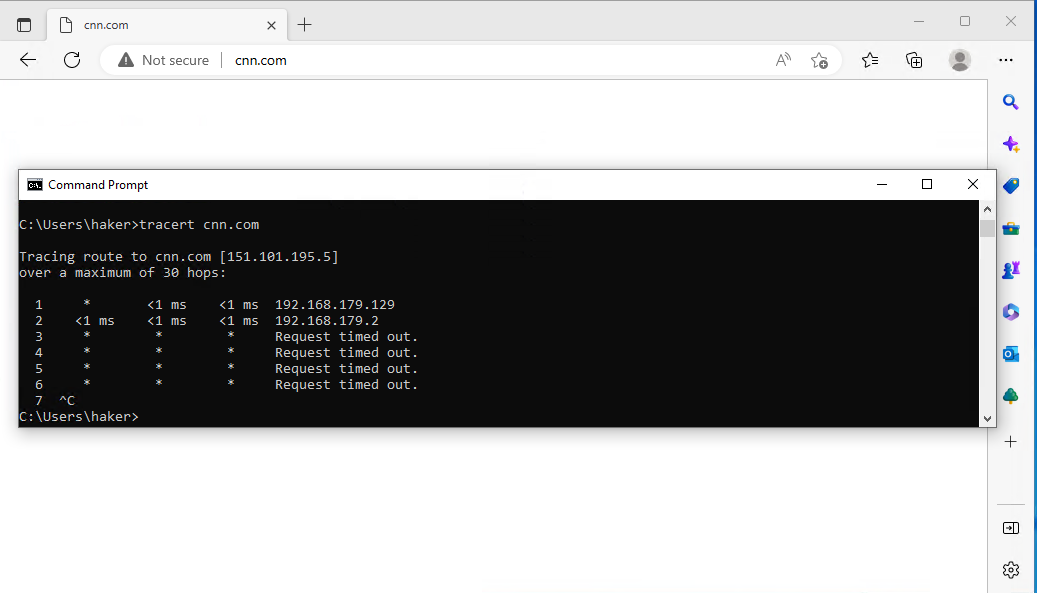 cnn.com
Not secure cnn.com
Command Prompt
C:\Users\haker>tracert cnn.com
Tracing route to cnn.com [151.101.195.5]
over a maximum of 30 hops:
1 * <1 ms <1 ms 192.168.179.129
2 <1 ms <1 ms <1 ms 192.168.179.2
3 * * * Request timed out.
4 * * * Request timed out.
5 * * * Request timed out.
6 * * * Request timed out.
7 ^C
C:\Users\haker>